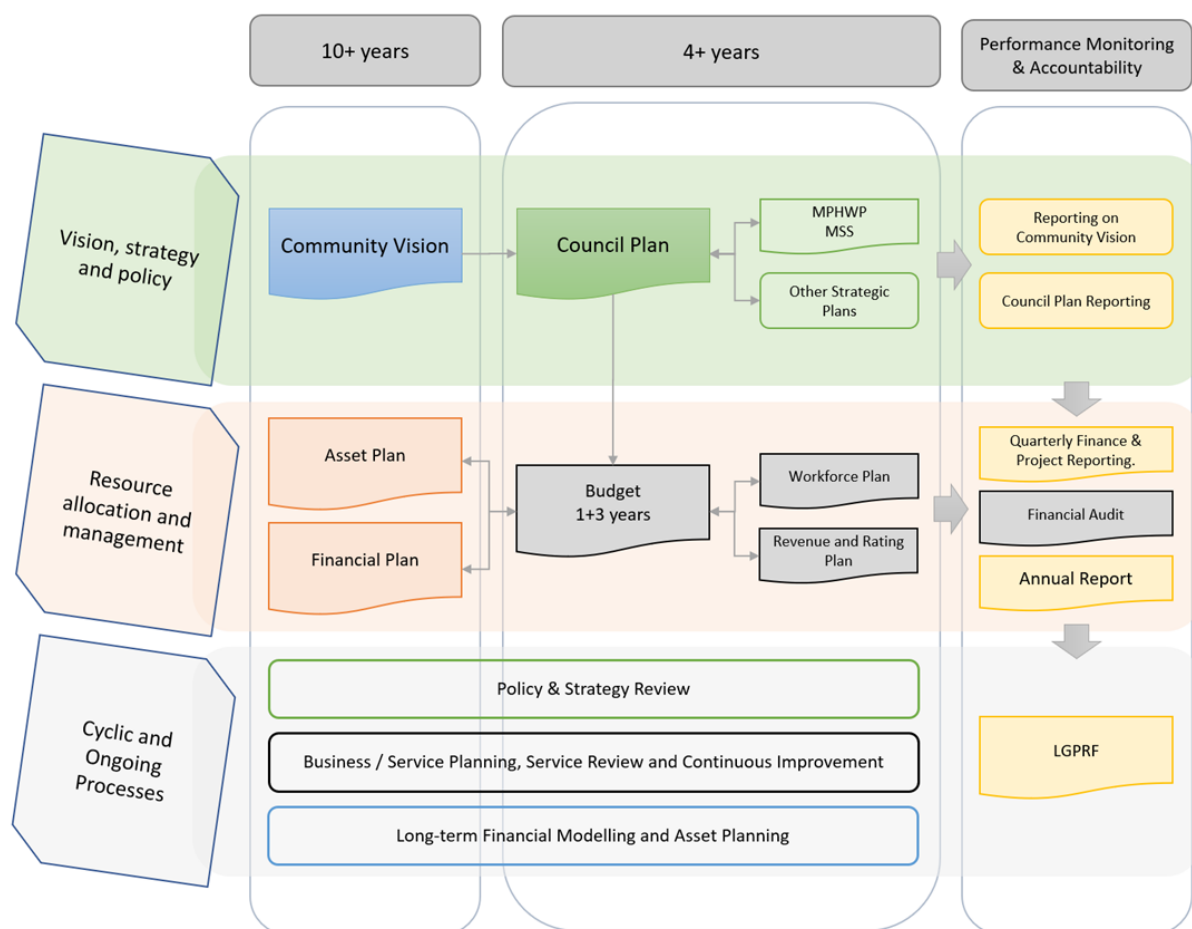 10+ years
4+ years
Performance Monitoring
& Accountability
Vision, strategy
and policy
Community Vision
Council Plan
MPHWP
MSS
Other Strategic
Plans
Reporting on
Community Vision
Council Plan Reporting
Resource
allocation and
management
Asset Plan
Financial Plan
Budget
1+3 years
Workforce Plan
Revenue and Rating
Plan
Quarterly Finance &
Project Reporting.
Financial Audit
Annual Report
Cyclic and
Ongoing
Processes
Policy & Strategy Review
Business / Service Planning, Service Review and Continuous Improvement
Long-term Financial Modelling and Asset Planning
LGPRF